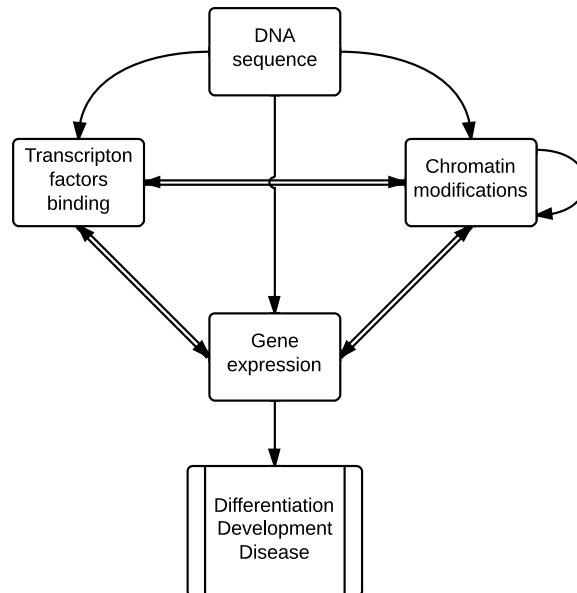 DNA
sequence
Transcripton
factors
binding
Chromatin
modifications
Gene
expression
Differentiation
Development
Disease